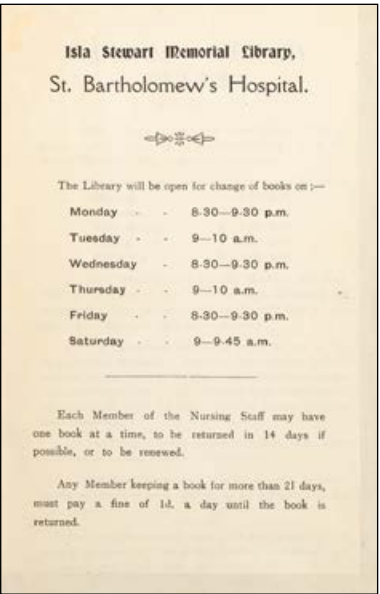 Isla Stewart Memorial Library,
St. Bartholomew's Hospital.
The Library will be open for change of books on :—
Monday - - 8-30—9-30 p.m.
Tuesday - - 9—10 a.m.
Wednesday - 8-30—9-30 p.m.
Thursday - - 9—10 a.m.
Friday - - 8-30—9-30 p.m.
Saturday - - 9—9-45 a.m.
Each Member of the Nursing Staff may have
one book at a time, to be returned in 14 days if
possible, or to be renewed.
Any Member keeping a book for more than 21 days,
must pay a fine of 1d. a day until the book is
returned.